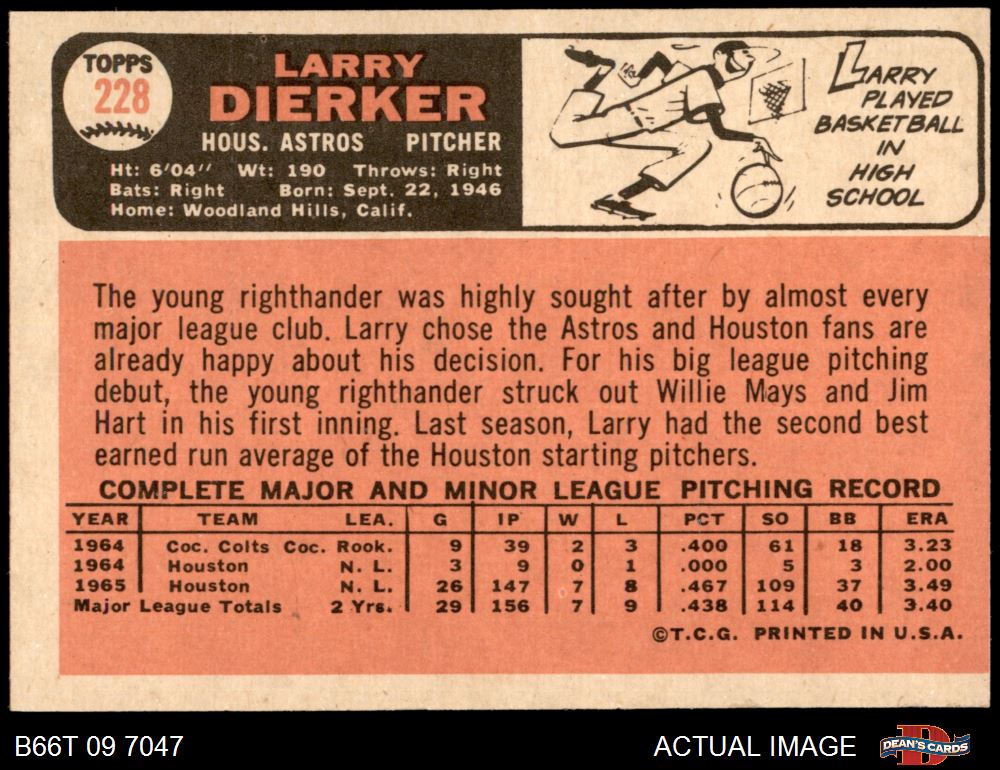 TOPPS
228
LARRY
DIERKER
HOUS. ASTROS PITCHER
Ht: 6'04" Wt: 190 Throws: Right
Bats: Right Born: Sept. 22, 1946
Home: Woodland Hills, Calif.
LARRY
PLAYED
BASKETBALL
IN
HIGH
SCHOOL
The young righthander was highly sought after by almost every
major league club. Larry chose the Astros and Houston fans are
already happy about his decision. For his big league pitching
debut, the young righthander struck out Willie Mays and Jim
Hart in his first inning. Last season, Larry had the second best
earned run average of the Houston starting pitchers.
COMPLETE MAJOR AND MINOR LEAGUE PITCHING RECORD
YEAR TEAM LEA. G IP W L PCT SO BB ERA
1964 Coc. Colts Coc. Rook. 9 39 2 3 .400 61 18 3.23
1964 Houston N. L. 3 9 0 1 .000 5 3 2.00
1965 Houston N. L. 26 147 7 8 .467 109 37 3.49
Major League Totals 2 Yrs. 29 156 7 9 .438 114 40 3.40
©T.C.G. PRINTED IN U.S.A.
B66T 09 7047 ACTUAL IMAGE
D
DEAN'S CARDS